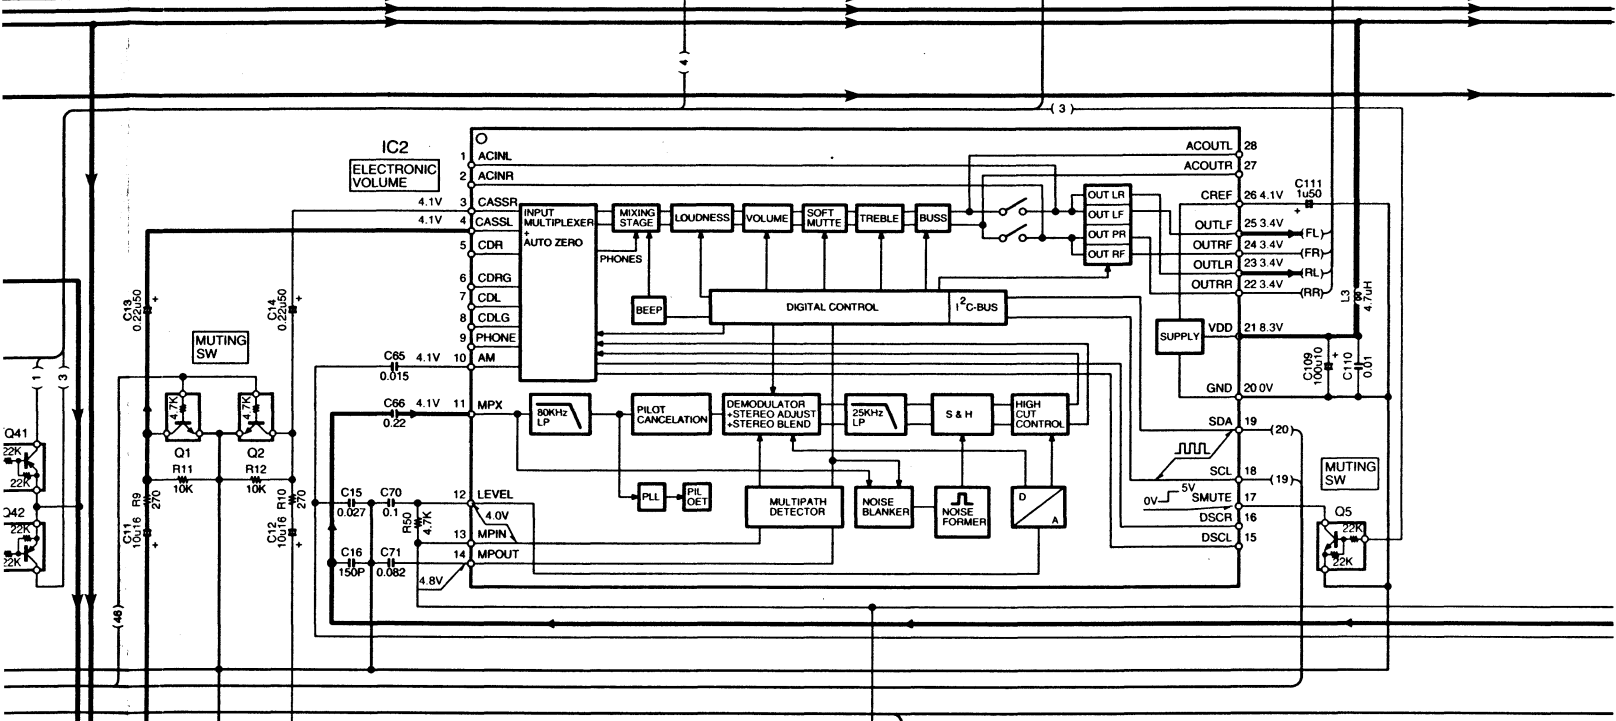 4
3
IC2
ELECTRONIC
VOLUME
1 ACINL
2 ACINR
4.1V 3 CASSR
4.1V 4 CASSL
5 CDR
6 CDRG
7 CDL
8 CDLG
9 PHONE
C65 4.1V 10 AM
0.015
C66 4.1V 11 MPX
0.22
12 LEVEL
4.0V
13 MPIN
14 MPOUT
4.8V
INPUT
MULTIPLEXER
+
AUTO ZERO
MIXING
STAGE
LOUDNESS
VOLUME
SOFT
MUTTE
TREBLE
BUSS
PHONES
BEEP
DIGITAL CONTROL
I2C-BUS
OUT LR
OUT LF
OUT PR
OUT RF
SUPPLY
80KHz
LP
PILOT
CANCELATION
DEMODULATOR
+STEREO ADJUST
+STEREO BLEND
25KHz
LP
S & H
HIGH
CUT
CONTROL
PLL
PIL
OET
MULTIPATH
DETECTOR
NOISE
BLANKER
NOISE
FORMER
D
A
ACOUTL 28
ACOUTR 27
CREF 26 4.1V
OUTLF 25 3.4V (FL)
OUTRF 24 3.4V (FR)
OUTLR 23 3.4V (RL)
OUTRR 22 3.4V (RR)
VDD 21 8.3V
GND 20 0V
SDA 19 (20)
SCL 18 (19)
SMUTE 17
0V 5V
DSCR 16
DSCL 15
C111
1u50
+
L3
4.7uH
C109
100u10
+
C110
0.01
MUTING
SW
Q5
22K
22K
C13
0.22u50
+
C14
0.22u50
+
MUTING
SW
4.7K
4.7K
Q1
Q2
R11
10K
R12
10K
R9
270
R10
270
C11
10u16
+
C12
10u16
+
C15
0.027
C70
0.1
R50
4.7K
C16
150P
C71
0.082
1
3
Q41
22K
22K
Q42
22K
22K
(46)